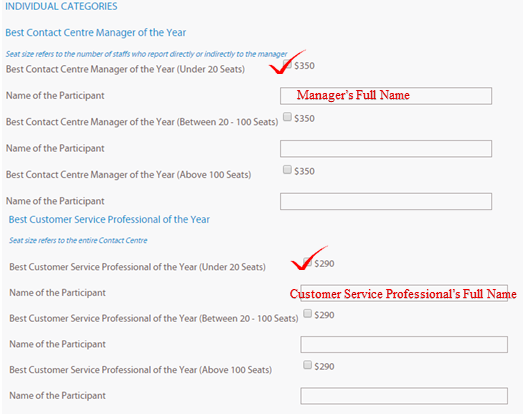 INDIVIDUAL CATEGORIES
Best Contact Centre Manager of the Year
Seat size refers to the number of staffs who report directly or indirectly to the manager
Best Contact Centre Manager of the Year (Under 20 Seats) $350
Name of the Participant Manager's Full Name
Best Contact Centre Manager of the Year (Between 20 - 100 Seats) $350
Name of the Participant
Best Contact Centre Manager of the Year (Above 100 Seats) $350
Name of the Participant
Best Customer Service Professional of the Year
Seat size refers to the entire Contact Centre
Best Customer Service Professional of the Year (Under 20 Seats) $290
Name of the Participant Customer Service Professional's Full Name
Best Customer Service Professional of the Year (Between 20 - 100 Seats) $290
Name of the Participant
Best Customer Service Professional of the Year (Above 100 Seats) $290
Name of the Participant